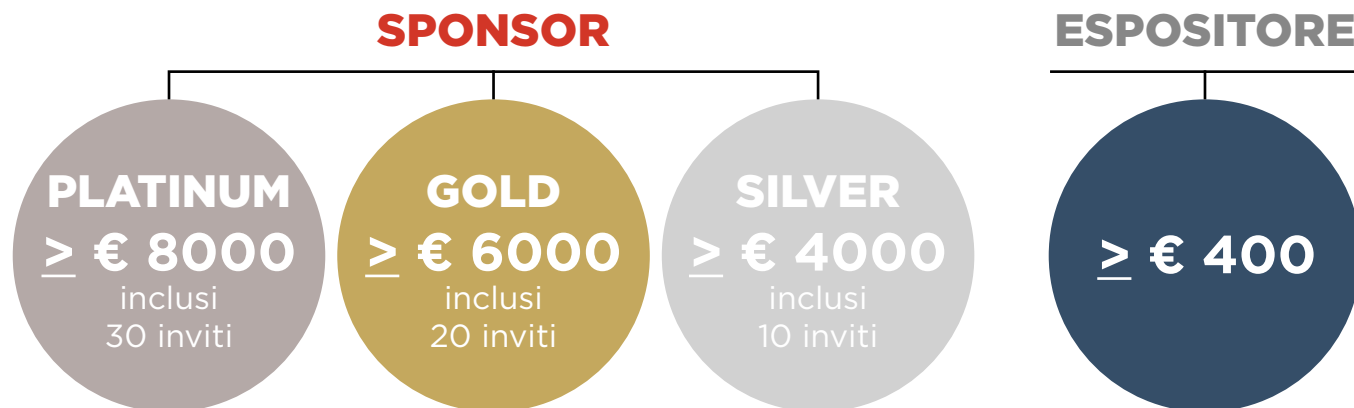 SPONSOR
ESPOSITORE
PLATINUM
≥ € 8000
inclusi
30 inviti
GOLD
≥ € 6000
inclusi
20 inviti
SILVER
≥ € 4000
inclusi
10 inviti
≥ € 400